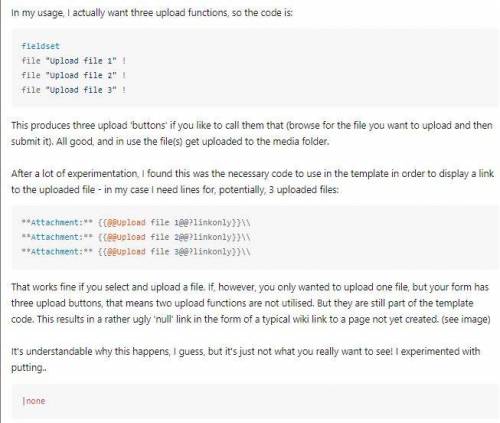 In my usage, I actually want three upload functions, so the code is:
fieldset
file "Upload file 1" !
file "Upload file 2" !
file "Upload file 3" !
This produces three upload 'buttons' if you like to call them that (browse for the file you want to upload and then
submit it). All good, and in use the file(s) get uploaded to the media folder.
After a lot of experimentation, I found this was the necessary code to use in the template in order to display a link
to the uploaded file - in my case I need lines for, potentially, 3 uploaded files:
**Attachment:** {{@@Upload file 1@@?linkonly}}\\
**Attachment:** {{@@Upload file 2@@?linkonly}}\\
**Attachment:** {{@@Upload file 3@@?linkonly}}\\
That works fine if you select and upload a file. If, however, you only wanted to upload one file, but your form has
three upload buttons, that means two upload functions are not utilised. But they are still part of the template
code. This results in a rather ugly 'null' link in the form of a typical wiki link to a page not yet created. (see image)
It's understandable why this happens, I guess, but it's just not what you really want to see! I experimented with
putting..
|none